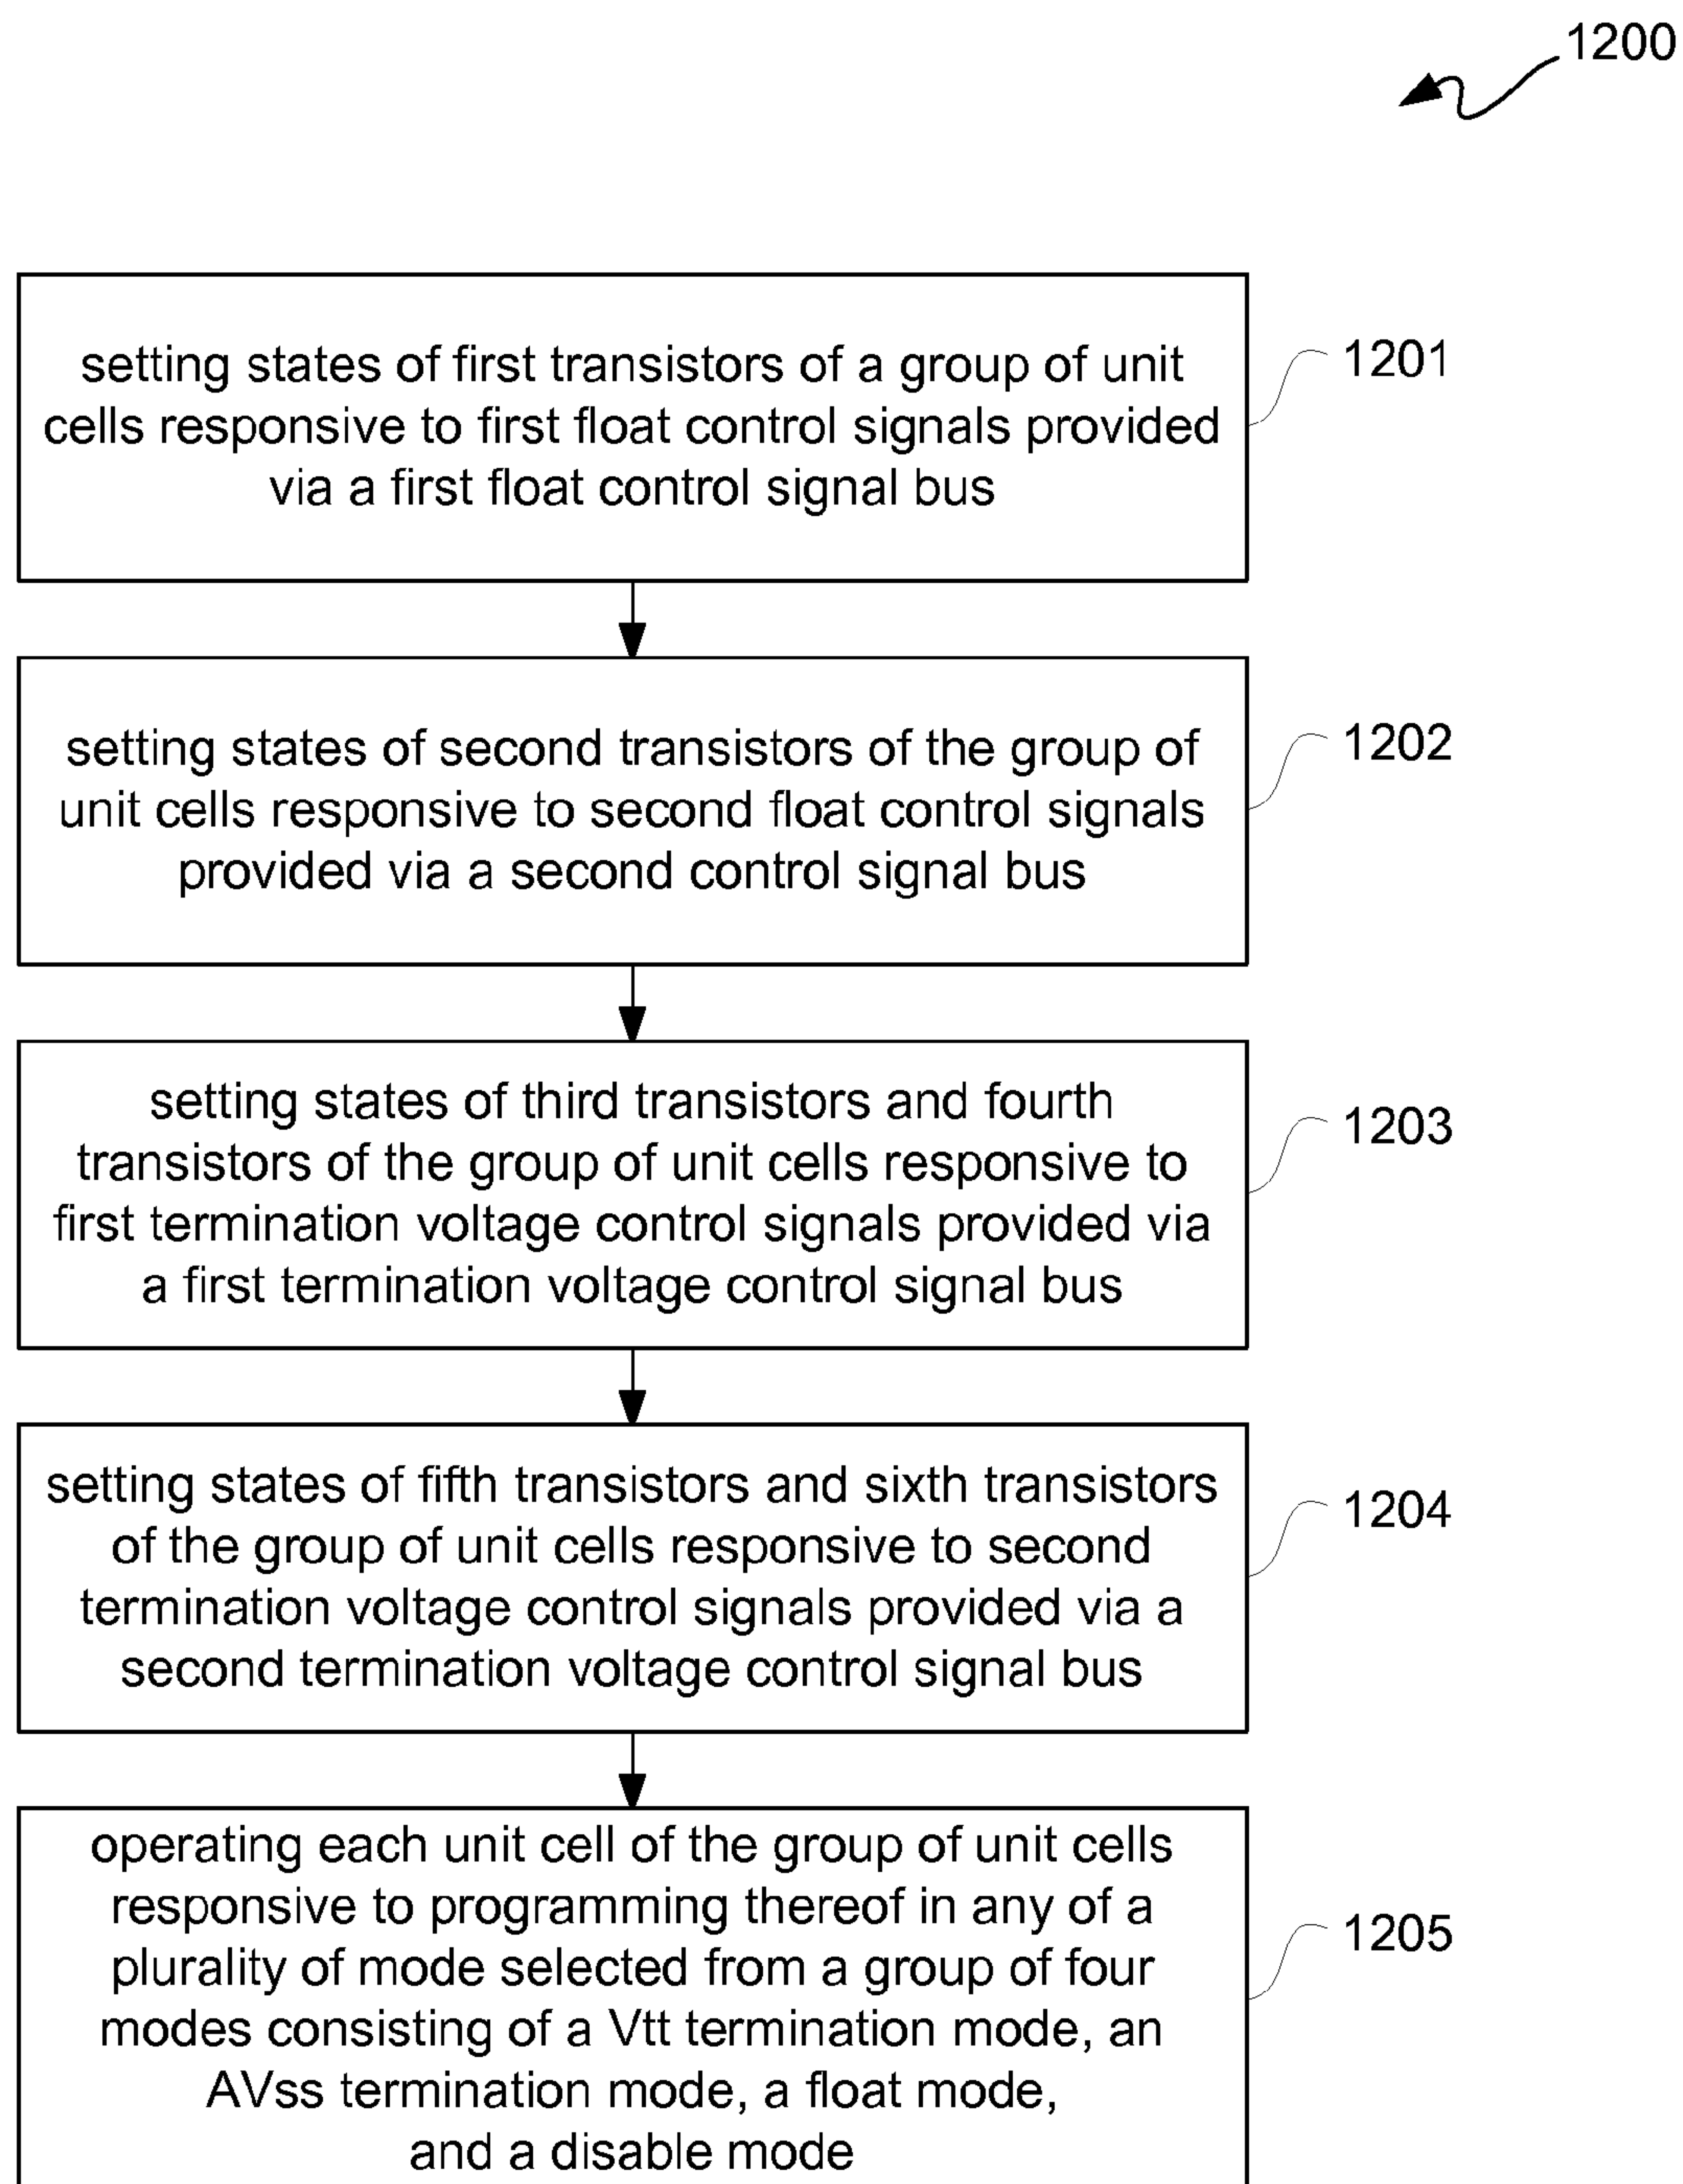 1200
setting states of first transistors of a group of unit
cells responsive to first float control signals provided
via a first float control signal bus
1201
setting states of second transistors of the group of
unit cells responsive to second float control signals
provided via a second control signal bus
1202
setting states of third transistors and fourth
transistors of the group of unit cells responsive to
first termination voltage control signals provided via
a first termination voltage control signal bus
1203
setting states of fifth transistors and sixth transistors
of the group of unit cells responsive to second
termination voltage control signals provided via a
second termination voltage control signal bus
1204
operating each unit cell of the group of unit cells
responsive to programming thereof in any of a
plurality of mode selected from a group of four
modes consisting of a Vtt termination mode, an
AVss termination mode, a float mode,
and a disable mode
1205